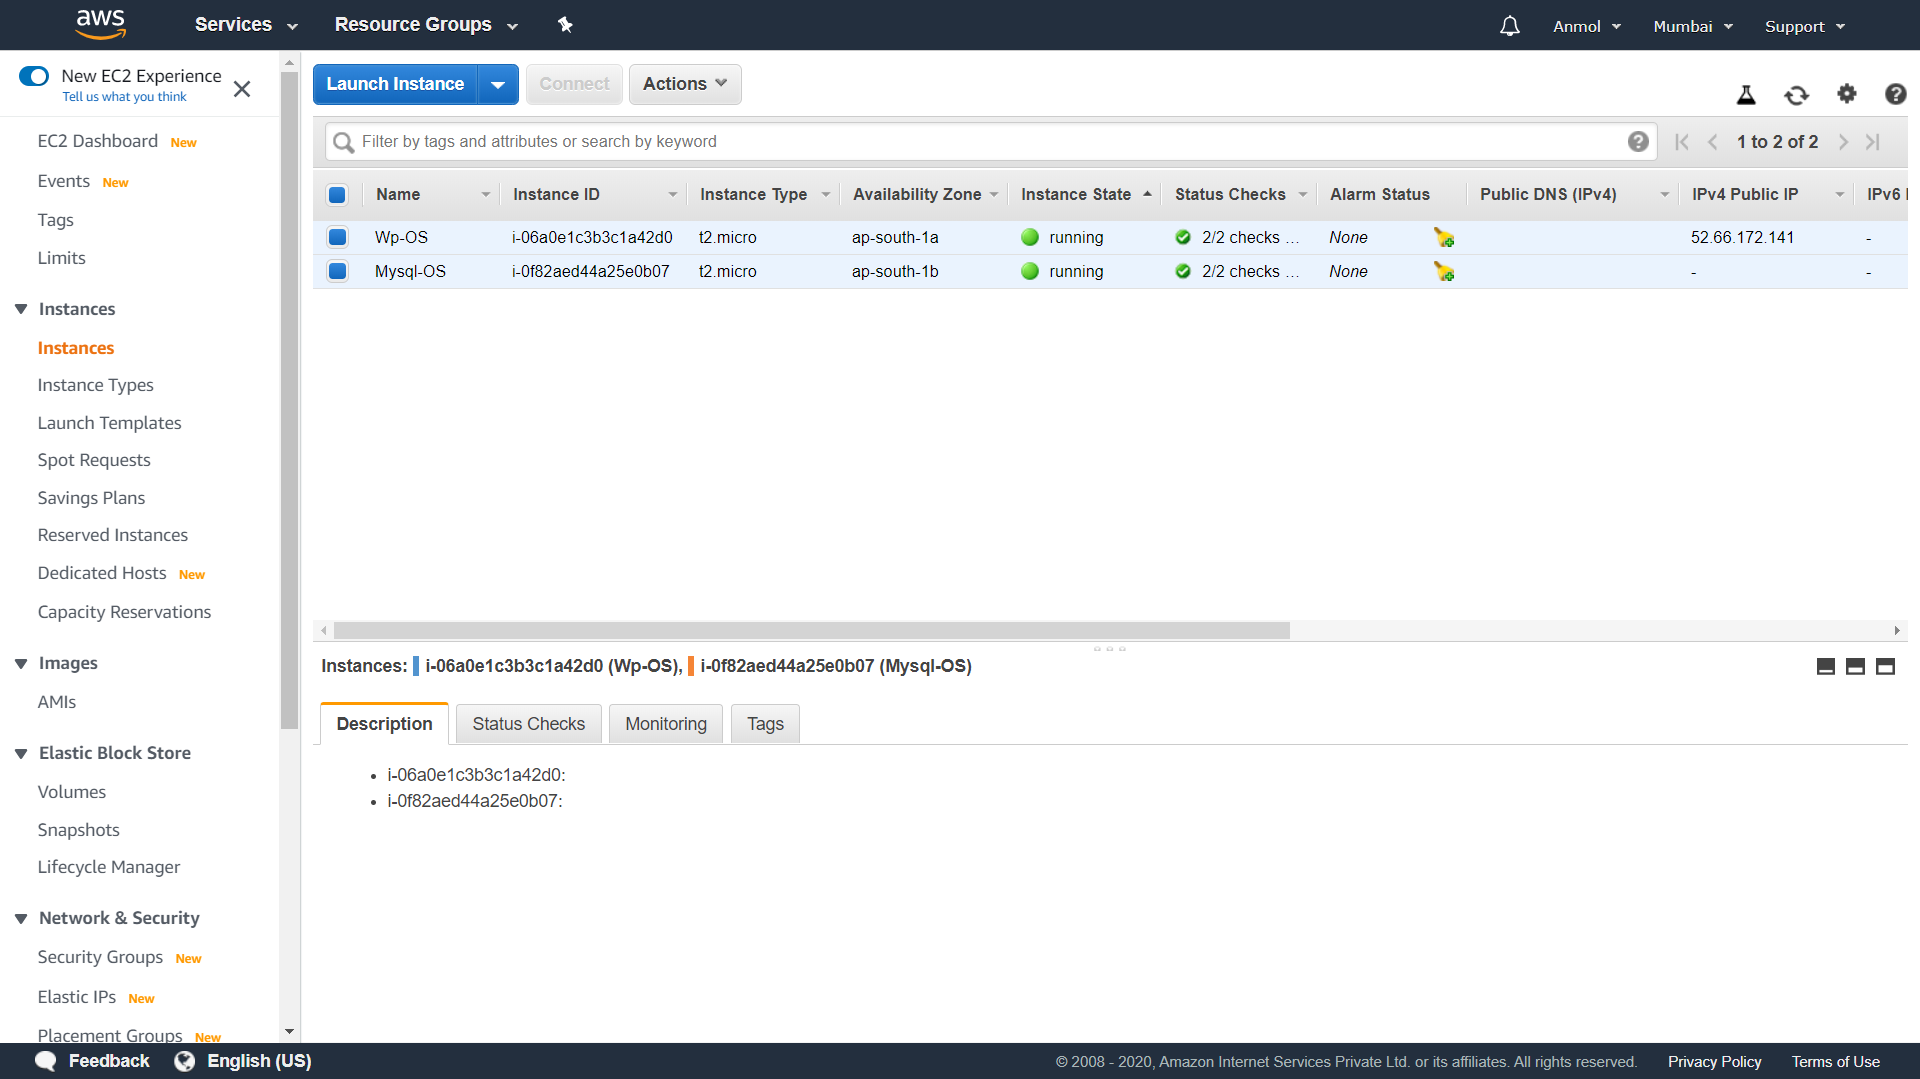 aws Services Resource Groups Anmol Mumbai Support
New EC2 Experience
Tell us what you think
EC2 Dashboard New
Events New
Tags
Limits
Instances
Instances
Instance Types
Launch Templates
Spot Requests
Savings Plans
Reserved Instances
Dedicated Hosts New
Capacity Reservations
Images
AMIs
Elastic Block Store
Volumes
Snapshots
Lifecycle Manager
Network & Security
Security Groups New
Elastic IPs New
Placement Groups New
Launch Instance Connect Actions
Filter by tags and attributes or search by keyword 1 to 2 of 2
Name Instance ID Instance Type Availability Zone Instance State Status Checks Alarm Status Public DNS (IPv4) IPv4 Public IP IPv6
Wp-OS i-06a0e1c3b3c1a42d0 t2.micro ap-south-1a running 2/2 checks ... None 52.66.172.141 -
Mysql-OS i-0f82aed44a25e0b07 t2.micro ap-south-1b running 2/2 checks ... None - -
Instances: i-06a0e1c3b3c1a42d0 (Wp-OS), i-0f82aed44a25e0b07 (Mysql-OS)
Description Status Checks Monitoring Tags
• i-06a0e1c3b3c1a42d0:
• i-0f82aed44a25e0b07:
Feedback English (US) © 2008 - 2020, Amazon Internet Services Private Ltd. or its affiliates. All rights reserved. Privacy Policy Terms of Use